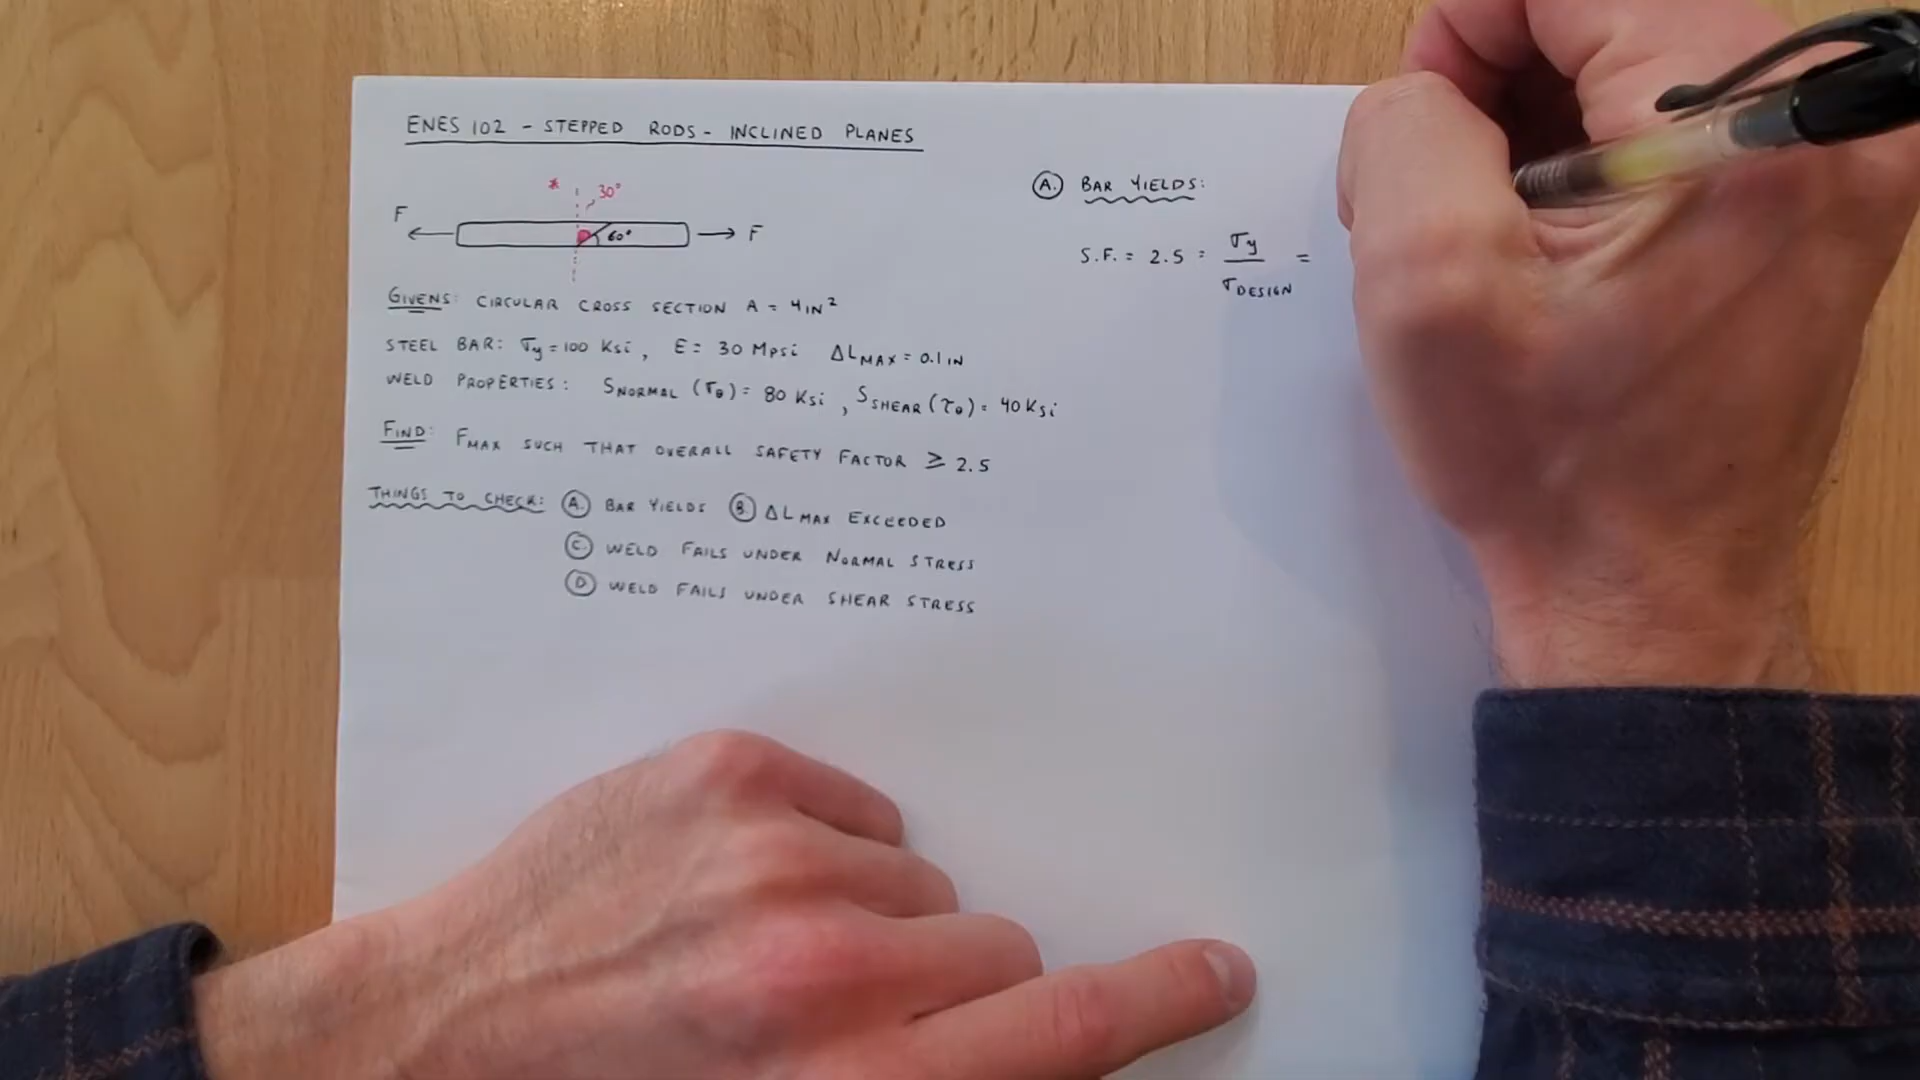 ENES 102 - STEPPED RODS - INCLINED PLANES
* 30°
F 60° F
GIVENS: CIRCULAR CROSS SECTION A = 4 IN²
STEEL BAR: σy = 100 Ksi, E = 30 Mpsi ΔLMAX = 0.1 IN
WELD PROPERTIES: SNORMAL (σθ) = 80 Ksi, SSHEAR (τθ) = 40 Ksi
FIND: FMAX SUCH THAT OVERALL SAFETY FACTOR ≥ 2.5
THINGS TO CHECK: A. BAR YIELDS B. ΔLMAX EXCEEDED
C. WELD FAILS UNDER NORMAL STRESS
D WELD FAILS UNDER SHEAR STRESS
A. BAR YIELDS:
S.F. = 2.5 = σy / σDESIGN =